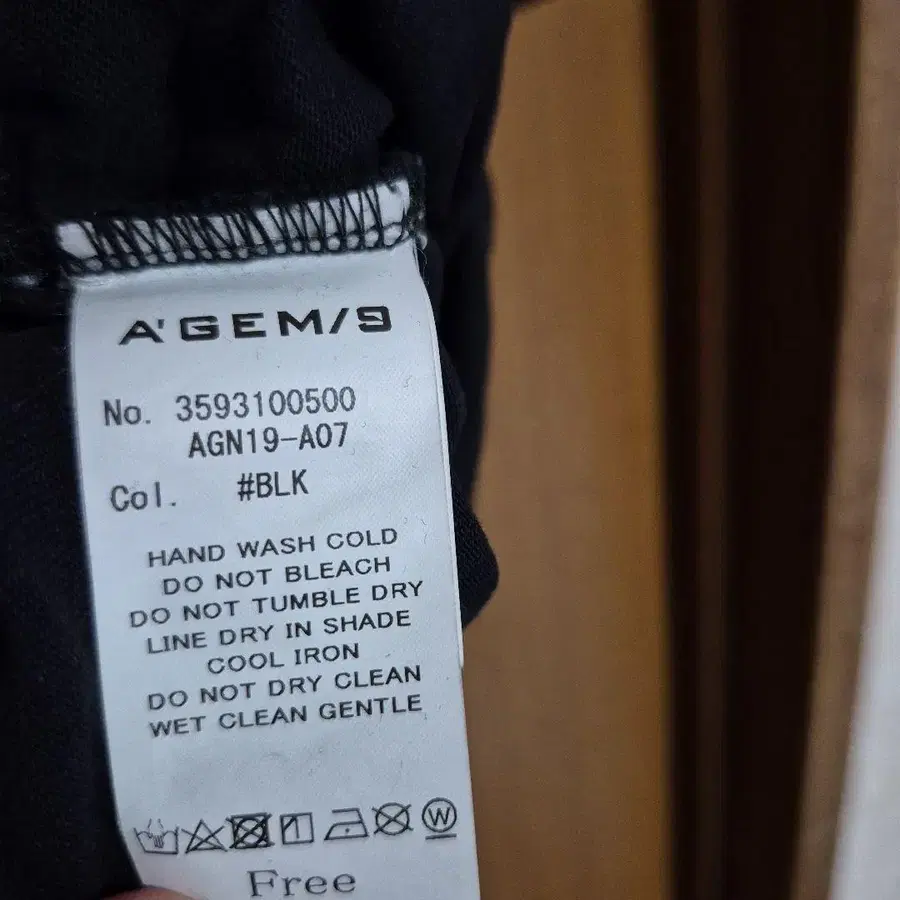 A'GEM/9
No. 3593100500
AGN19-A07
Col. #BLK
HAND WASH COLD
DO NOT BLEACH
DO NOT TUMBLE DRY
LINE DRY IN SHADE
COOL IRON
DO NOT DRY CLEAN
WET CLEAN GENTLE
W
Free